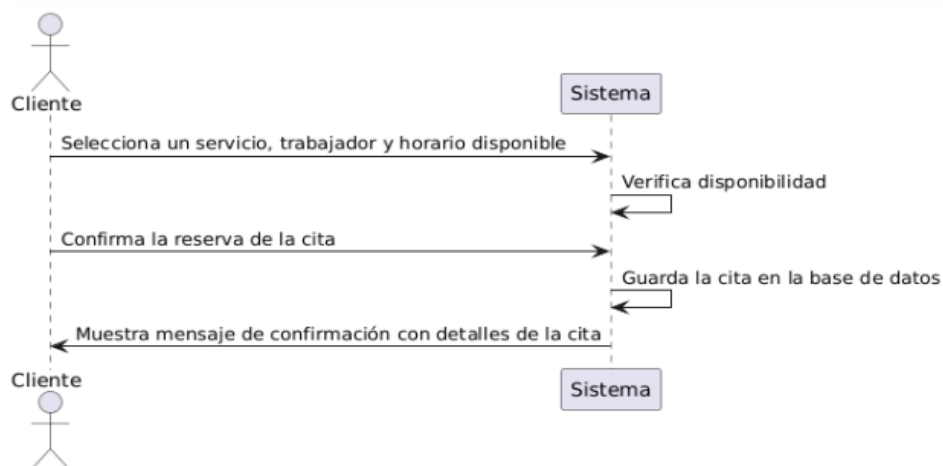 Cliente
Sistema
Selecciona un servicio, trabajador y horario disponible
Verifica disponibilidad
Confirma la reserva de la cita
Guarda la cita en la base de datos
Muestra mensaje de confirmación con detalles de la cita
Cliente
Sistema